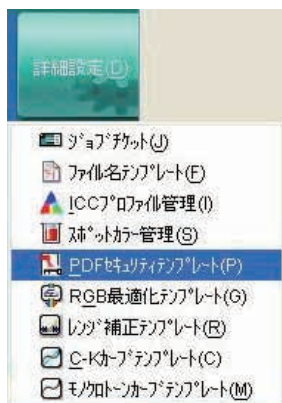 詳細設定(D)
ｼﾞｮﾌﾞﾁｹｯﾄ(J)
ﾌｧｲﾙ名ﾃﾝﾌﾟﾚｰﾄ(F)
ICCﾌﾟﾛﾌｧｲﾙ管理(I)
ｽﾎﾟｯﾄｶﾗｰ管理(S)
PDFｾｷｭﾘﾃｨﾃﾝﾌﾟﾚｰﾄ(P)
RGB最適化ﾃﾝﾌﾟﾚｰﾄ(G)
ﾚﾝｼﾞ補正ﾃﾝﾌﾟﾚｰﾄ(R)
C-Kｶｰﾌﾞﾃﾝﾌﾟﾚｰﾄ(C)
ﾓﾉｸﾛﾄｰﾝｶｰﾌﾞﾃﾝﾌﾟﾚｰﾄ(M)